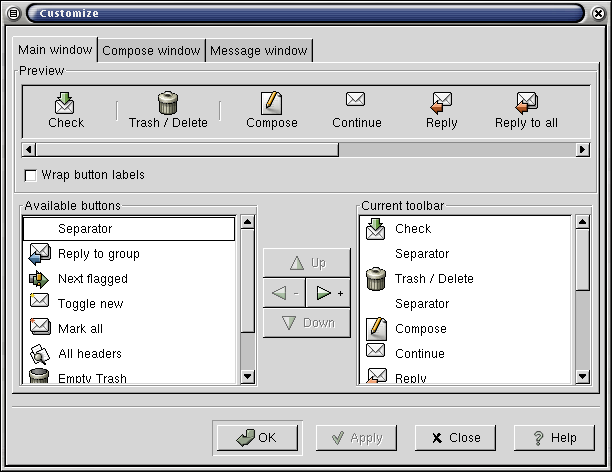 Customize
Main window Compose window Message window
Preview
Check Trash / Delete Compose Continue Reply Reply to all
Wrap button labels
Available buttons
Separator
Reply to group
Next flagged
Toggle new
Mark all
All headers
Empty Trash
Up
- +
Down
Current toolbar
Check
Separator
Trash / Delete
Separator
Compose
Continue
Reply
OK Apply Close Help